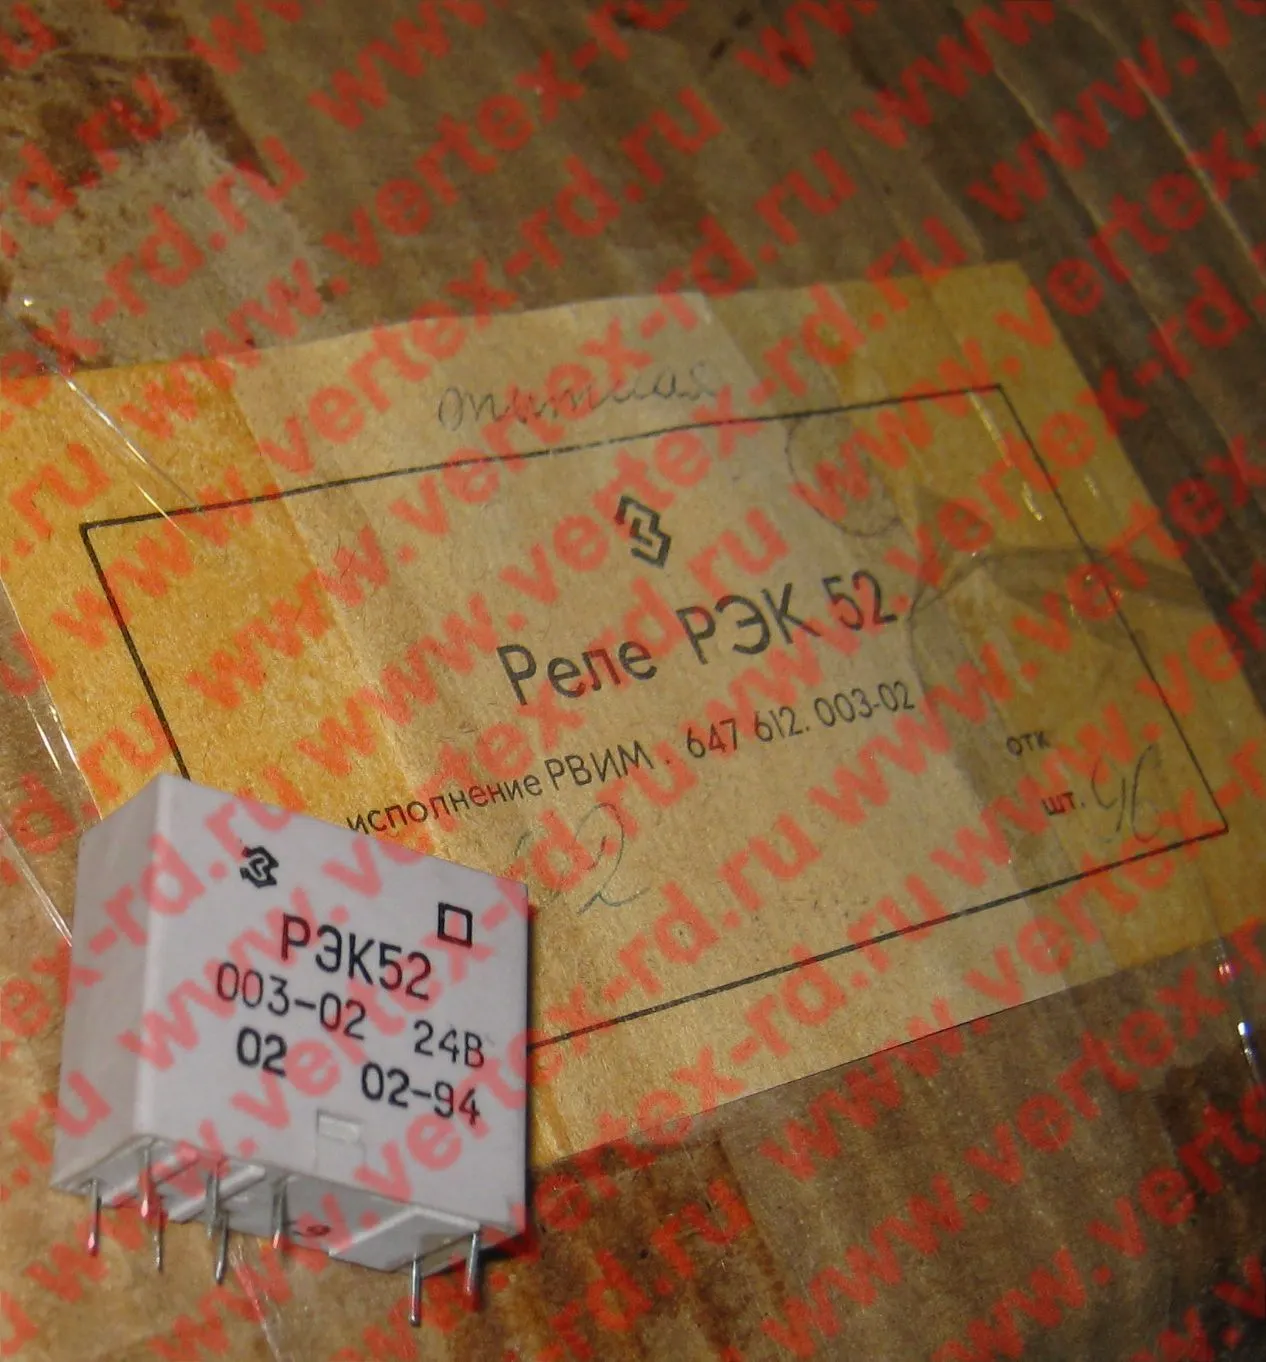 Реле РЭК 52
исполнение РВИМ. 647 612. 003-02
отк
шт. 46
РЭК52
003-02 24В
02 02-94
www.vertex-rd.ru